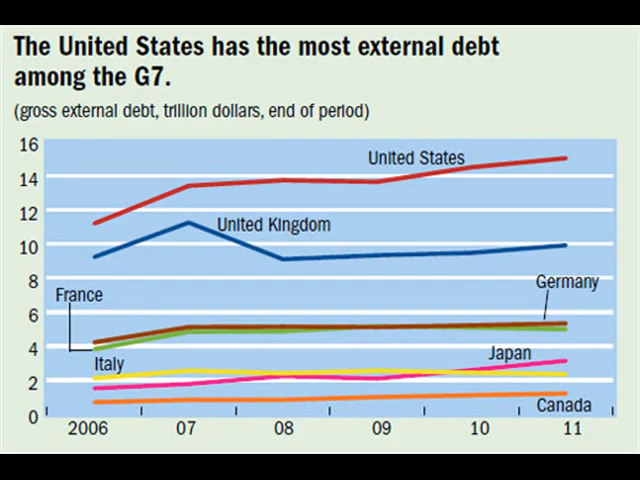 The United States has the most external debt
among the G7.
(gross external debt, trillion dollars, end of period)
16
United States
14
12
United Kingdom
10
8
Germany
France
6
4
Japan
Italy
2
Canada
0
2006 07 08 09 10 11